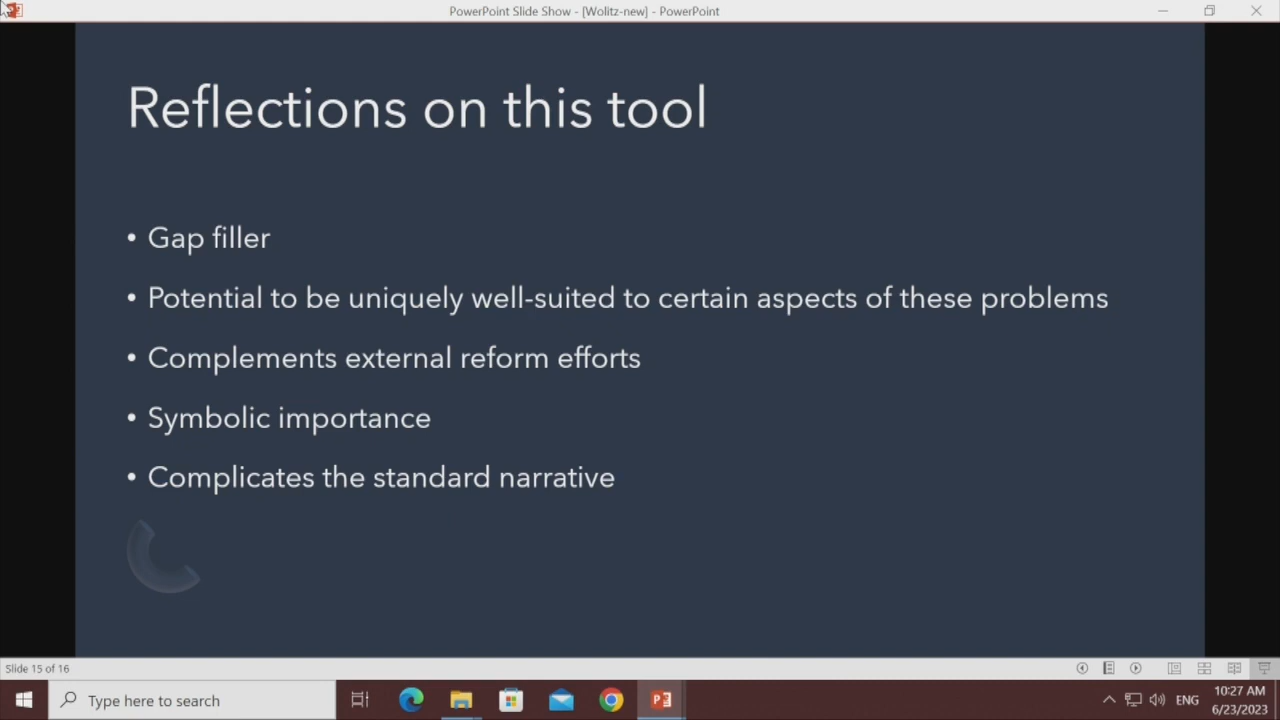 PowerPoint Slide Show - [Wolitz-new] - PowerPoint
Reflections on this tool
• Gap filler
• Potential to be uniquely well-suited to certain aspects of these problems
• Complements external reform efforts
• Symbolic importance
• Complicates the standard narrative
Slide 15 of 16
Type here to search
ENG
10:27 AM
6/23/2023